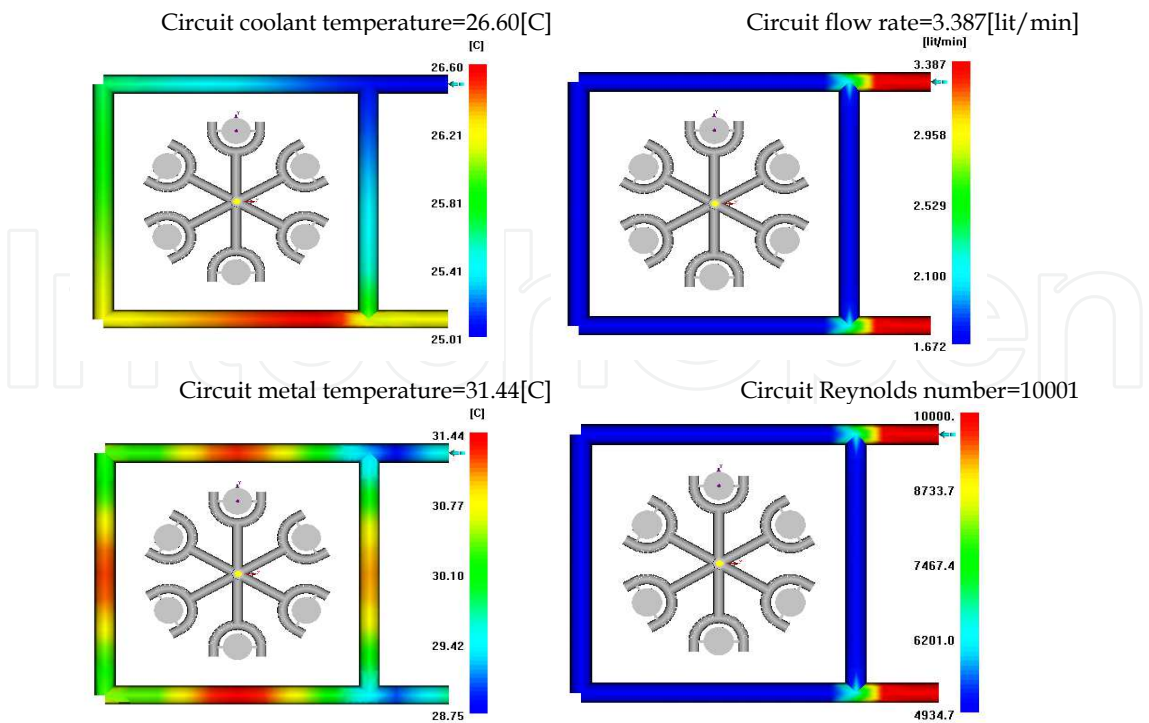 Circuit coolant temperature=26.60[C]
[C]
26.60
26.21
25.81
25.41
25.01
Circuit flow rate=3.387[lit/min]
[lit/min]
3.387
2.958
2.529
2.100
1.672
Circuit metal temperature=31.44[C]
[C]
31.44
30.77
30.10
29.42
28.75
Circuit Reynolds number=10001
10000.
8733.7
7467.4
6201.0
4934.7
IntechOpen